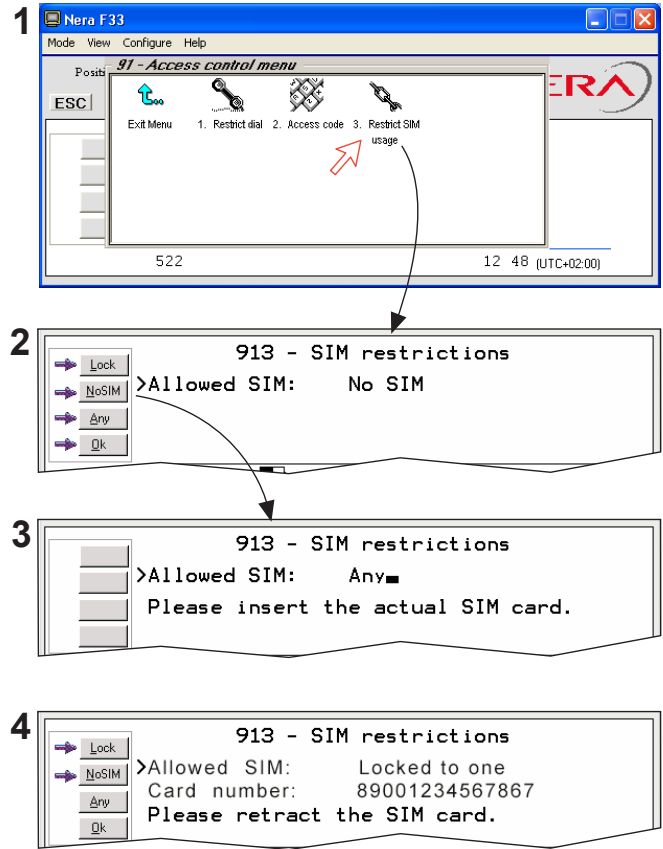 1
Nera F33
Mode View Configure Help
Positi
91 - Access control menu
ESC
ERA
Exit Menu
1. Restrict dial
2. Access code
3. Restrict SIM usage
522
12 48 (UTC+02:00)
2
913 - SIM restrictions
Lock
NoSIM
>Allowed SIM: No SIM
Any
Ok
3
913 - SIM restrictions
>Allowed SIM: Any
Please insert the actual SIM card.
4
913 - SIM restrictions
Lock
NoSIM
>Allowed SIM: Locked to one
Card number: 89001234567867
Any
Please retract the SIM card.
Ok